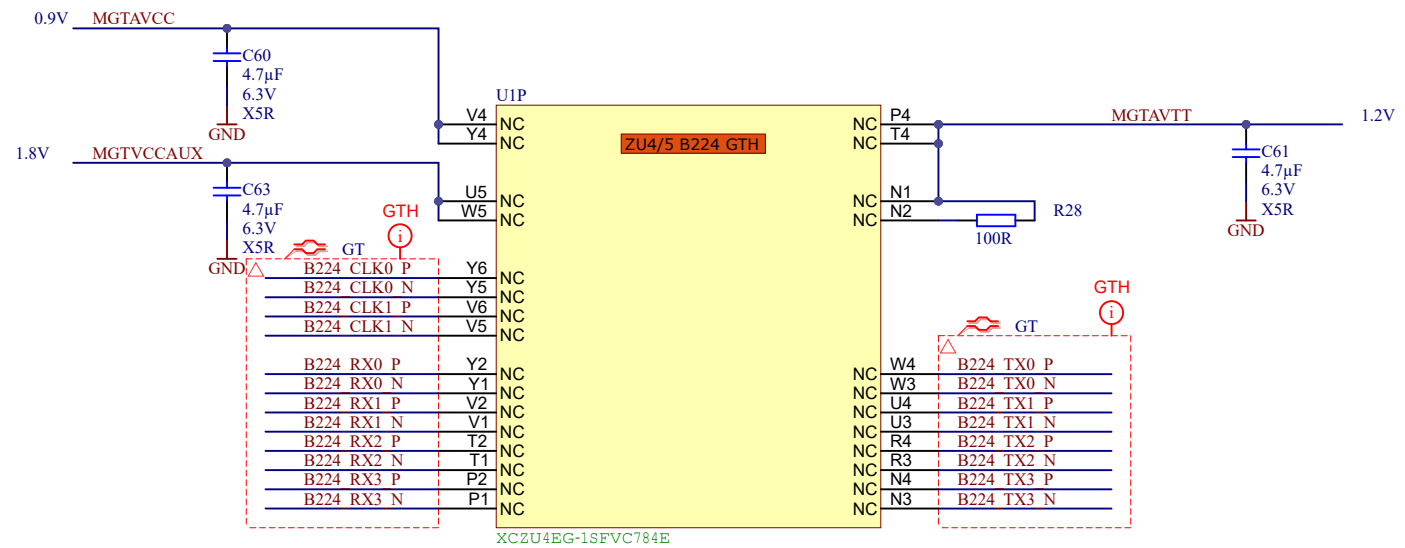 0.9V MGTAVCC
C60
4.7µF
6.3V
X5R
GND
1.8V MGTVCCAUX
C63
4.7µF
6.3V
X5R
GND
U1P
ZU4/5 B224 GTH
V4 NC
Y4 NC
U5 NC
W5 NC
GTH
i
GT
B224_CLK0_P Y6 NC
B224_CLK0_N Y5 NC
B224_CLK1_P V6 NC
B224_CLK1_N V5 NC
B224_RX0_P Y2 NC
B224_RX0_N Y1 NC
B224_RX1_P V2 NC
B224_RX1_N V1 NC
B224_RX2_P T2 NC
B224_RX2_N T1 NC
B224_RX3_P P2 NC
B224_RX3_N P1 NC
XCZU4EG-1SFVC784E
NC P4 MGTAVTT 1.2V
NC T4
NC N1
NC N2
R28
100R
C61
4.7µF
6.3V
X5R
GND
GTH
i
GT
NC W4 B224_TX0_P
NC W3 B224_TX0_N
NC U4 B224_TX1_P
NC U3 B224_TX1_N
NC R4 B224_TX2_P
NC R3 B224_TX2_N
NC N4 B224_TX3_P
NC N3 B224_TX3_N